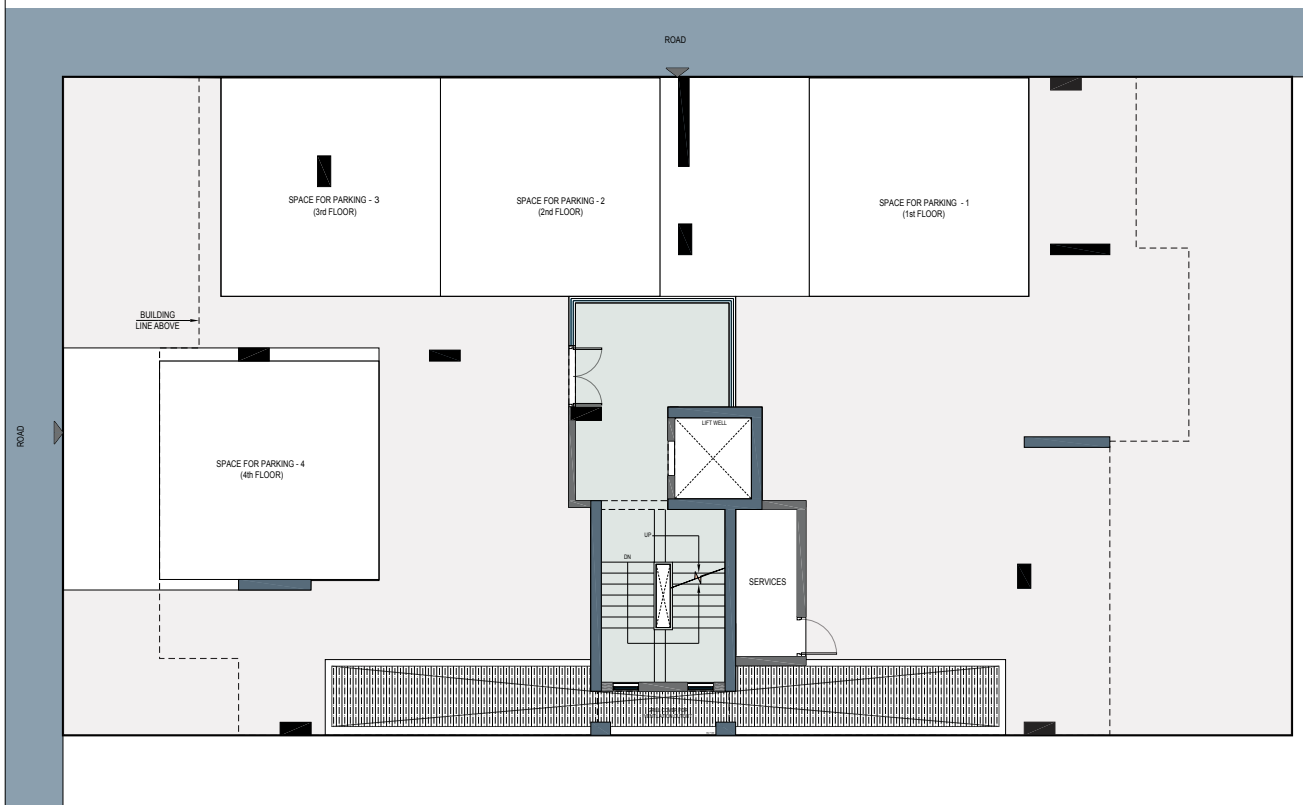 ROAD
SPACE FOR PARKING - 3
(3rd FLOOR)
SPACE FOR PARKING - 2
(2nd FLOOR)
SPACE FOR PARKING - 1
(1st FLOOR)
BUILDING
LINE ABOVE
ROAD
LIFT WELL
SPACE FOR PARKING - 4
(4th FLOOR)
UP
DN
SERVICES